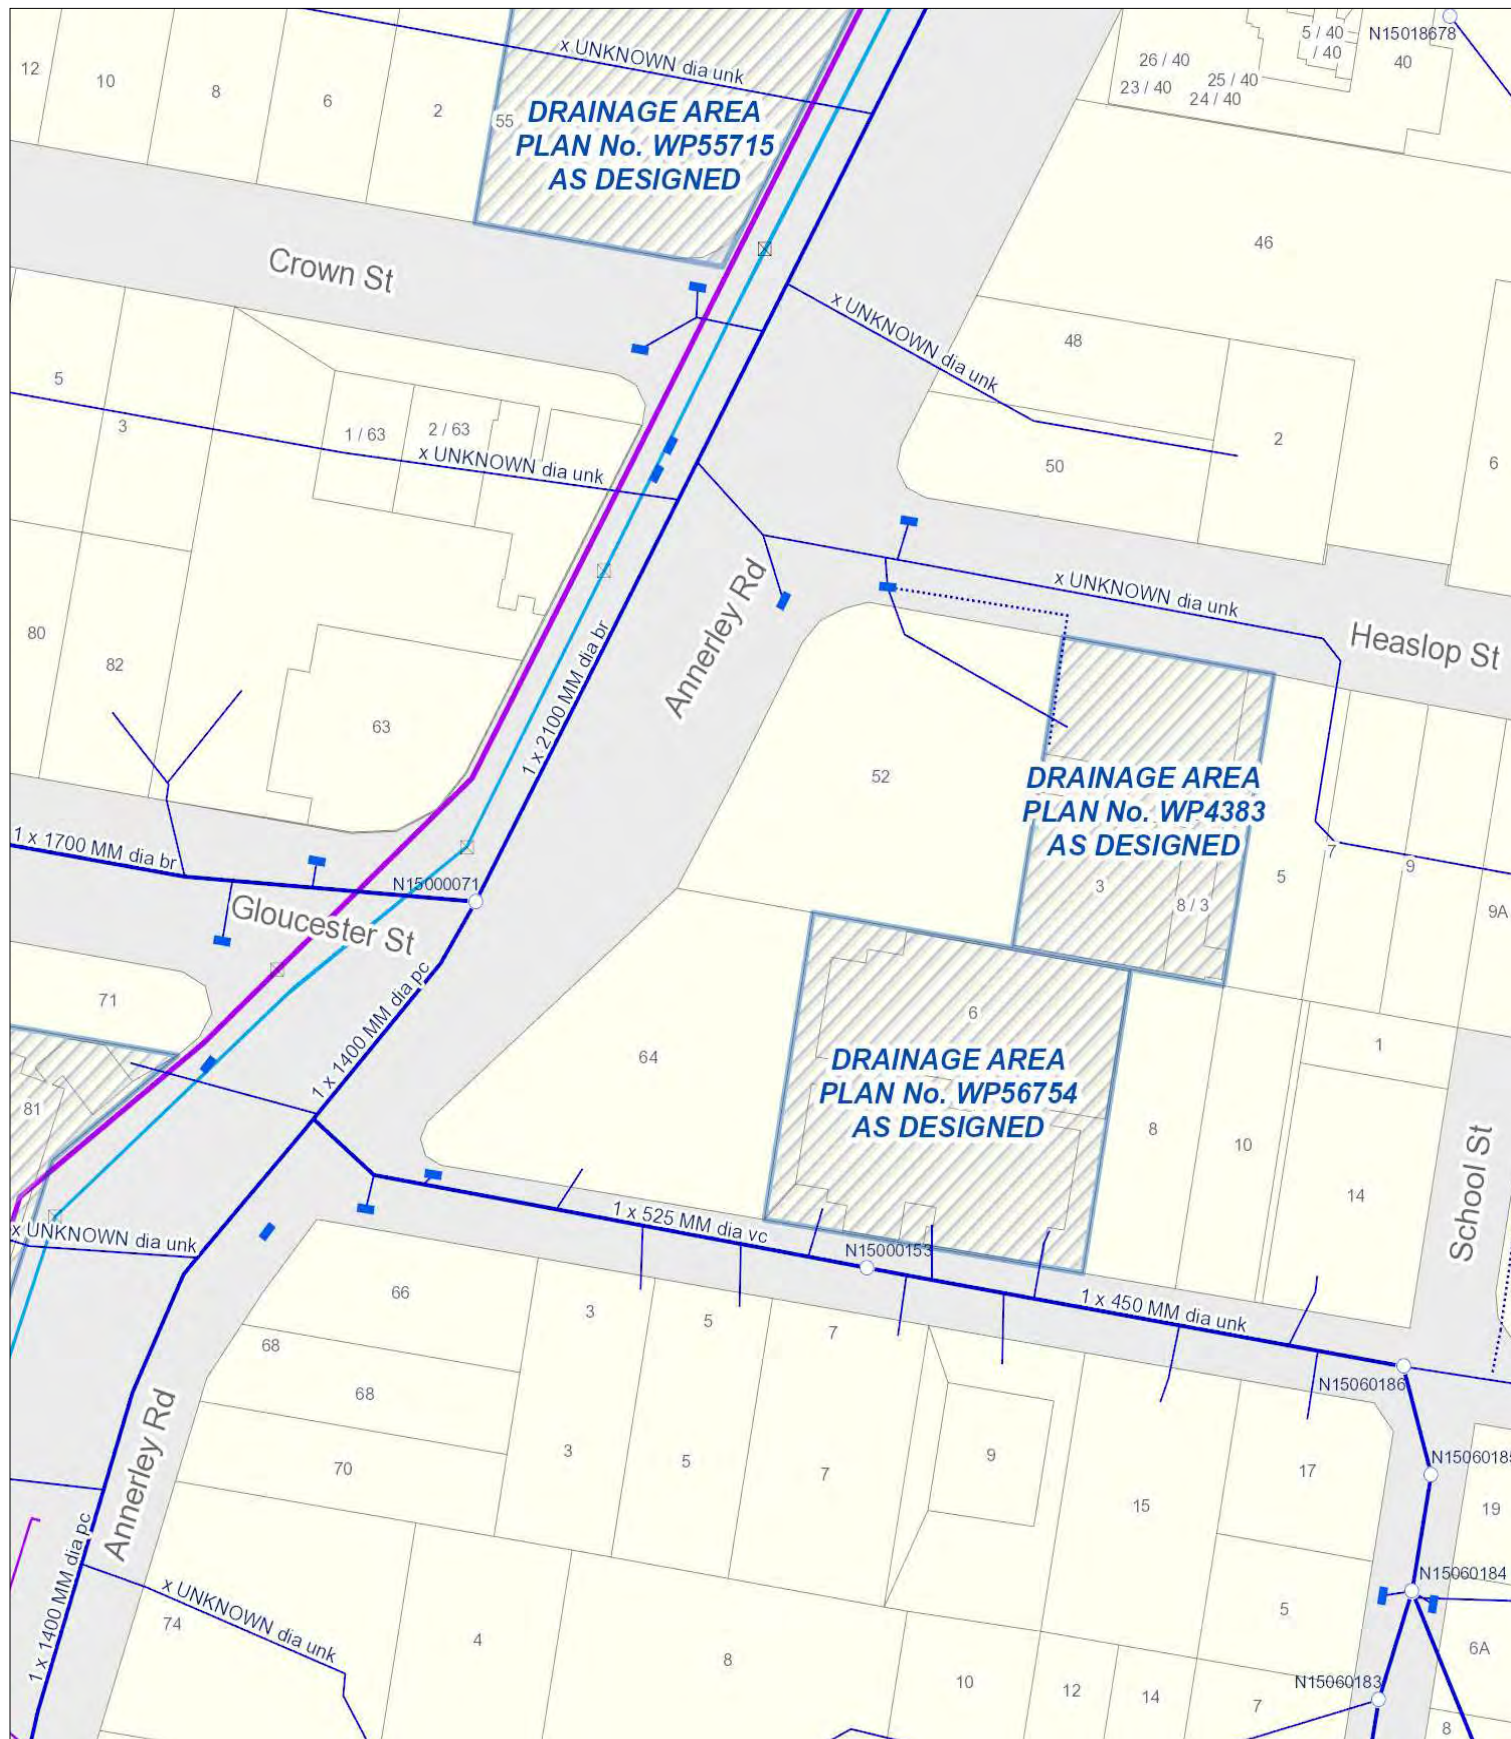 N15018678
5 / 40
/ 40
40
26 / 40
25 / 40
23 / 40
24 / 40
12
10
8
6
2
55
x UNKNOWN dia unk
DRAINAGE AREA
PLAN No. WP55715
AS DESIGNED
Crown St
46
x UNKNOWN dia unk
48
2
50
6
5
3
1 / 63
2 / 63
x UNKNOWN dia unk
Annerley Rd
x UNKNOWN dia unk
Heaslop St
80
82
63
1 x 2100 MM dia br
52
DRAINAGE AREA
PLAN No. WP4383
AS DESIGNED
3
8 / 3
5
7
9
9A
1 x 1700 MM dia br
N15000071
Gloucester St
1 x 1400 MM dia pc
71
81
64
6
DRAINAGE AREA
PLAN No. WP56754
AS DESIGNED
8
10
1
14
School St
x UNKNOWN dia unk
1 x 525 MM dia vc
N15000153
1 x 450 MM dia unk
N15060186
66
68
68
70
3
5
7
3
5
7
9
15
17
N15060185
19
Annerley Rd
1 x 1400 MM dia pc
x UNKNOWN dia unk
74
4
8
10
12
14
5
7
N15060184
6A
N15060183
8